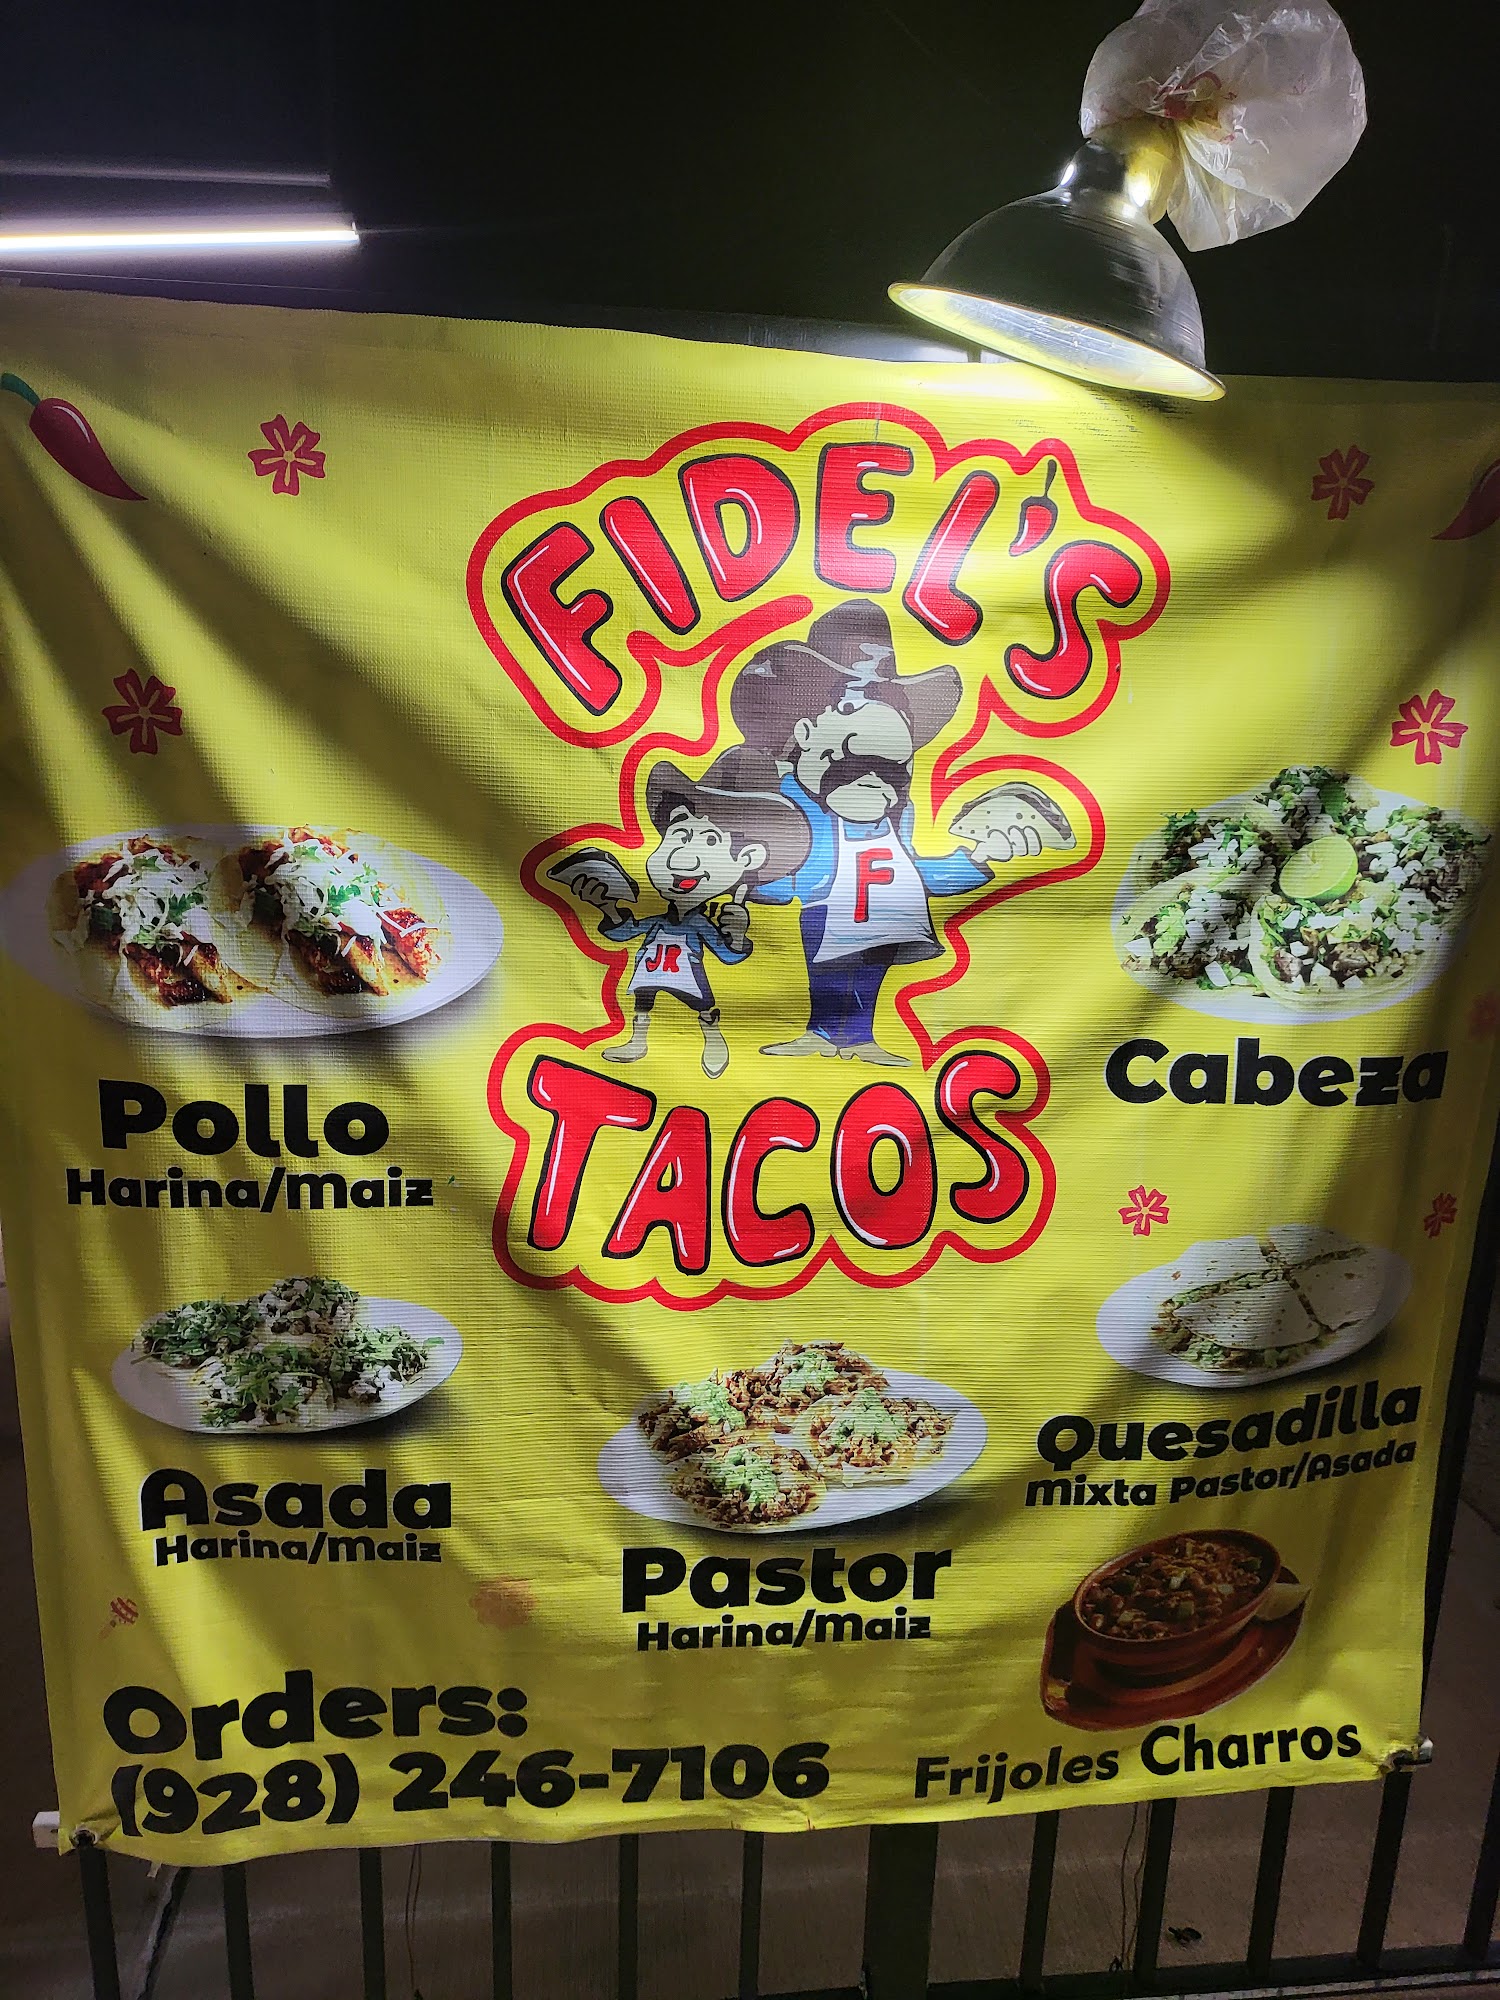 FIDEL'S
F
JR
TACOS
Pollo
Harina/Maiz
Cabeza
Asada
Harina/Maiz
Pastor
Harina/Maiz
Quesadilla
Mixta Pastor/Asada
Frijoles Charros
Orders:
(928) 246-7106